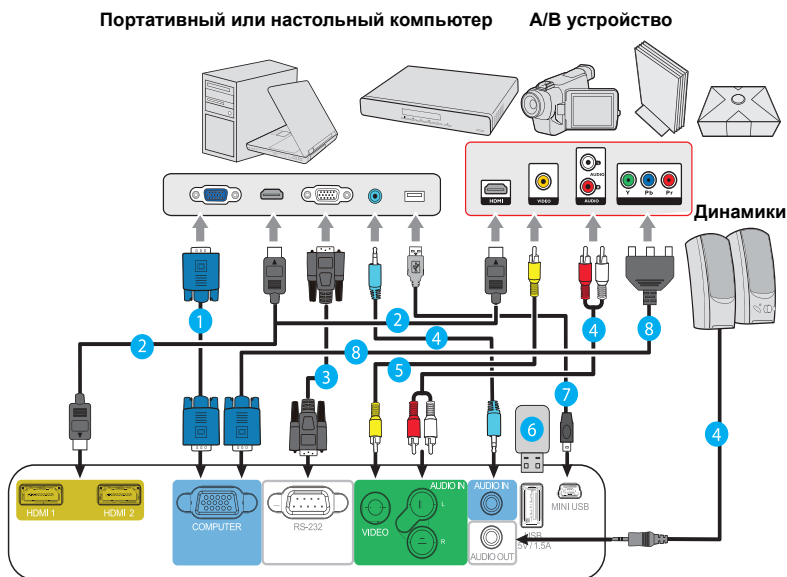 Портативный или настольный компьютер
А/В устройство
AUDIO
HDMI
VIDEO
AUDIO
Y
Pb
Pr
Динамики
1
2
2
3
4
4
5
8
8
6
7
4
HDMI 1
HDMI 2
COMPUTER
RS-232
VIDEO
AUDIO IN
L
R
AUDIO IN
AUDIO OUT
USB
5V / 1.5A
MINI USB